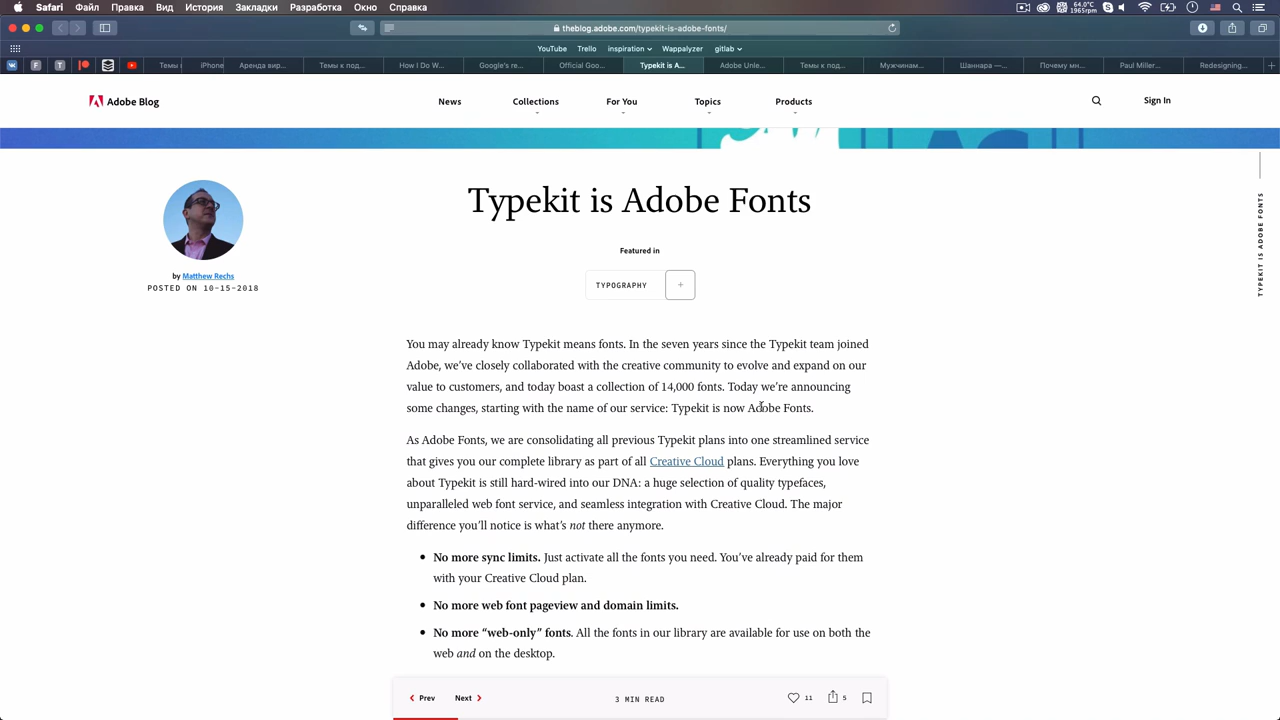 Safari Файл Правка Вид История Закладки Окно Справка
64.0°C
1965rpm
theblog.adobe.com/typekit-is-adobe-fonts/
YouTube Trello inspiration Wappalyzer gitlab
Темы iPhone Аренда вир... Темы к под... How I Do W... Google's re... Official Goo... Typekit is A... Adobe Unle... Темы к под... Мужчинам... Шаннара —... Почему мн... Paul Miller... Redesigning...
Adobe Blog News Collections For You Topics Products Sign In
Typekit is Adobe Fonts
by Matthew Rechs
POSTED ON 10-15-2018
Featured in
TYPOGRAPHY +
TYPEKIT IS ADOBE FONTS
You may already know Typekit means fonts. In the seven years since the Typekit team joined
Adobe, we've closely collaborated with the creative community to evolve and expand on our
value to customers, and today boast a collection of 14,000 fonts. Today we're announcing
some changes, starting with the name of our service: Typekit is now Adobe Fonts.
As Adobe Fonts, we are consolidating all previous Typekit plans into one streamlined service
that gives you our complete library as part of all Creative Cloud plans. Everything you love
about Typekit is still hard-wired into our DNA: a huge selection of quality typefaces,
unparalleled web font service, and seamless integration with Creative Cloud. The major
difference you'll notice is what's not there anymore.
• No more sync limits. Just activate all the fonts you need. You've already paid for them
with your Creative Cloud plan.
• No more web font pageview and domain limits.
• No more “web-only” fonts. All the fonts in our library are available for use on both the
web and on the desktop.
Prev Next 3 MIN READ 11 5